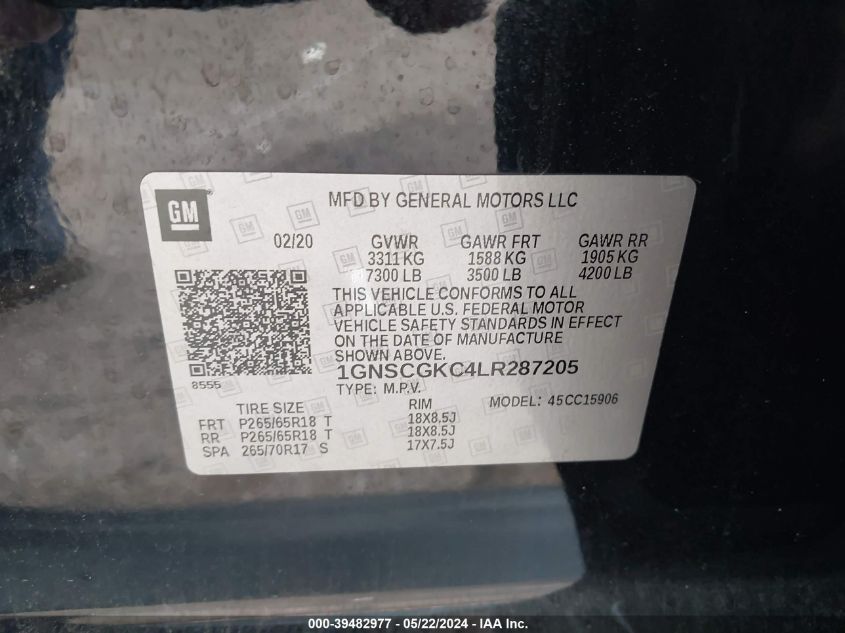 GM
MFD BY GENERAL MOTORS LLC
02/20 GVWR GAWR FRT GAWR RR
3311 KG 1588 KG 1905 KG
7300 LB 3500 LB 4200 LB
THIS VEHICLE CONFORMS TO ALL
APPLICABLE U.S. FEDERAL MOTOR
VEHICLE SAFETY STANDARDS IN EFFECT
ON THE DATE OF MANUFACTURE
SHOWN ABOVE.
1GNSCGKC4LR287205
8555
TYPE: M.P.V. MODEL: 45CC15906
TIRE SIZE RIM
FRT P265/65R18 T 18X8.5J
RR P265/65R18 T 18X8.5J
SPA 265/70R17 S 17X7.5J
000-39482977 - 05/22/2024 - IAA Inc.